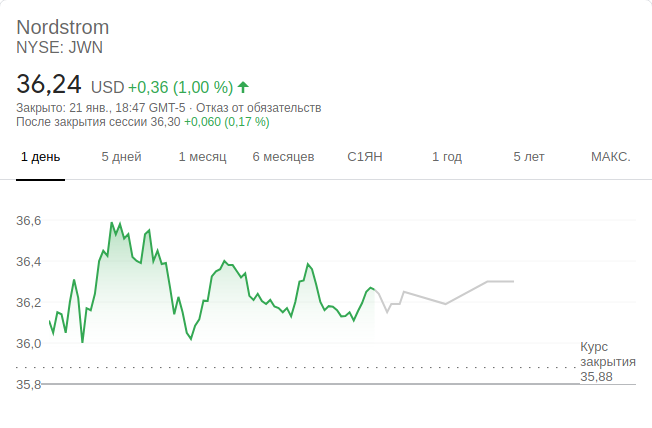 Nordstrom
NYSE: JWN
36,24 USD +0,36 (1,00 %)
Закрыто: 21 янв., 18:47 GMT-5 · Отказ от обязательств
После закрытия сессии 36,30 +0,060 (0,17 %)
1 день 5 дней 1 месяц 6 месяцев С1ЯН 1 год 5 лет МАКС.
36,6
36,4
36,2
36,0
35,8
Курс
закрытия
35,88